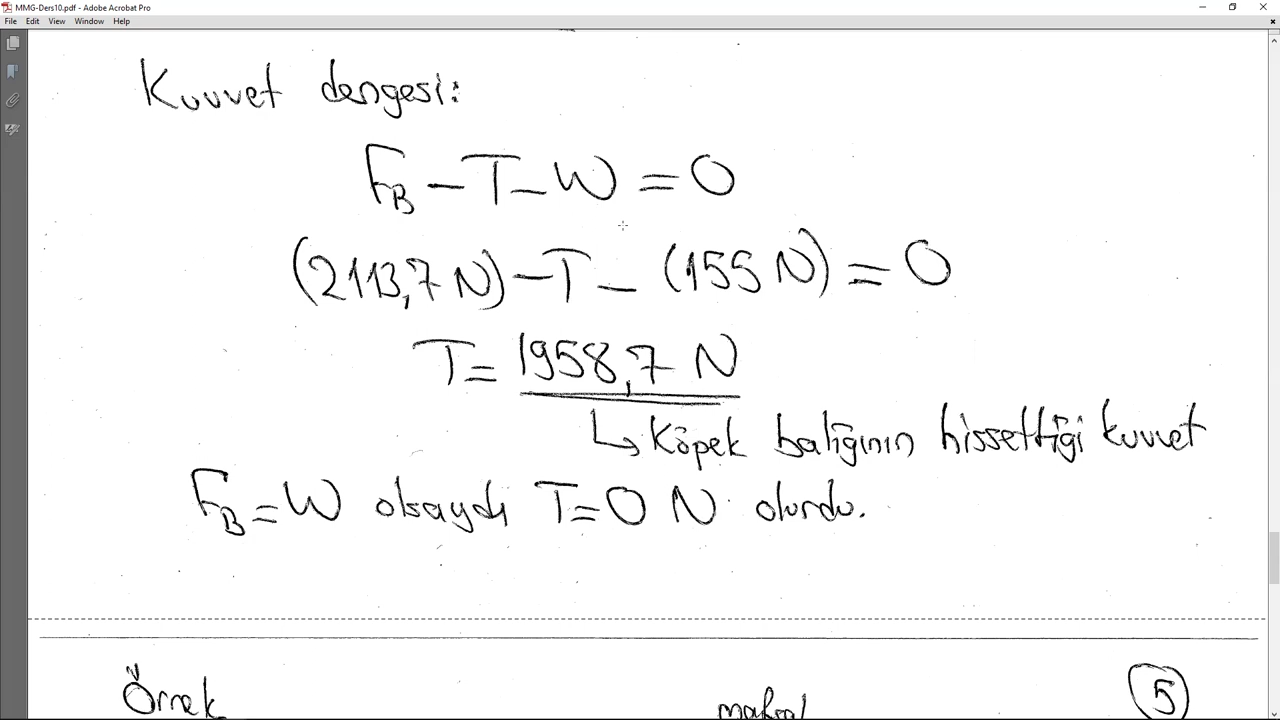 MMG-Ders10.pdf - Adobe Acrobat Pro
File Edit View Window Help
Kuvvet dengesi:
F_B - T - W = 0
(2113,7 N) - T - (155 N) = 0
T = 1958,7 N
↳ Köpek balığının hissettiği kuvvet
F_B = W olsaydı T = 0 N olurdu.
Örnek 5